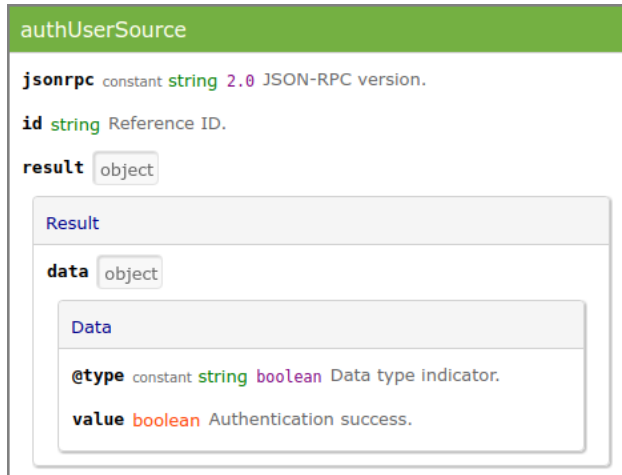 authUserSource
jsonrpc constant string 2.0 JSON-RPC version.
id string Reference ID.
result object
Result
data object
Data
@type constant string boolean Data type indicator.
value boolean Authentication success.